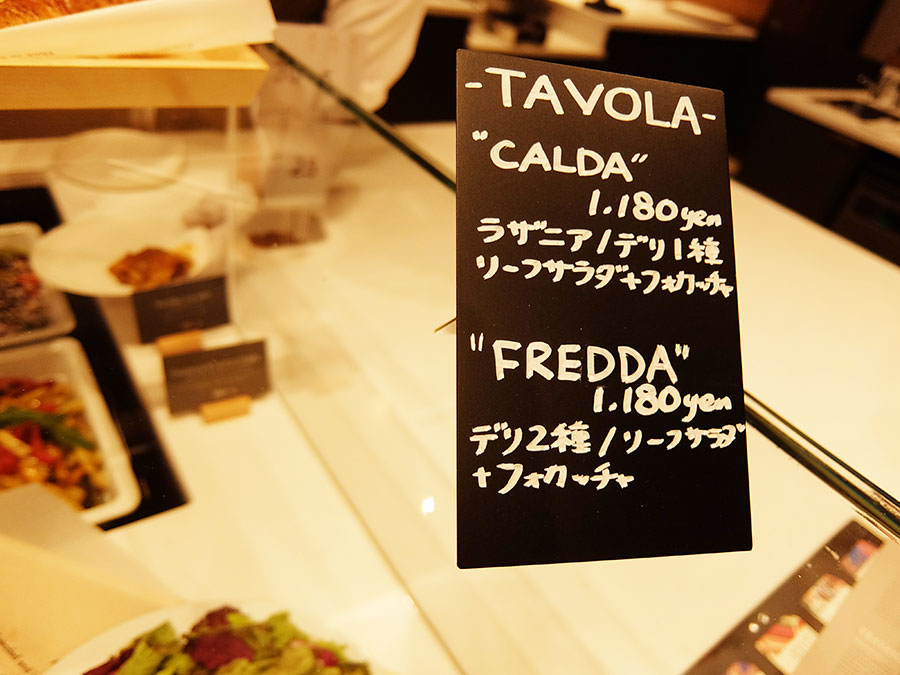 -TAVOLA-
"CALDA"
1.180yen
ラザニア/デリ1種
リーフサラダ+フォカッチャ
"FREDDA"
1.180yen
デリ2種/リーフサラダ
+フォカッチャ